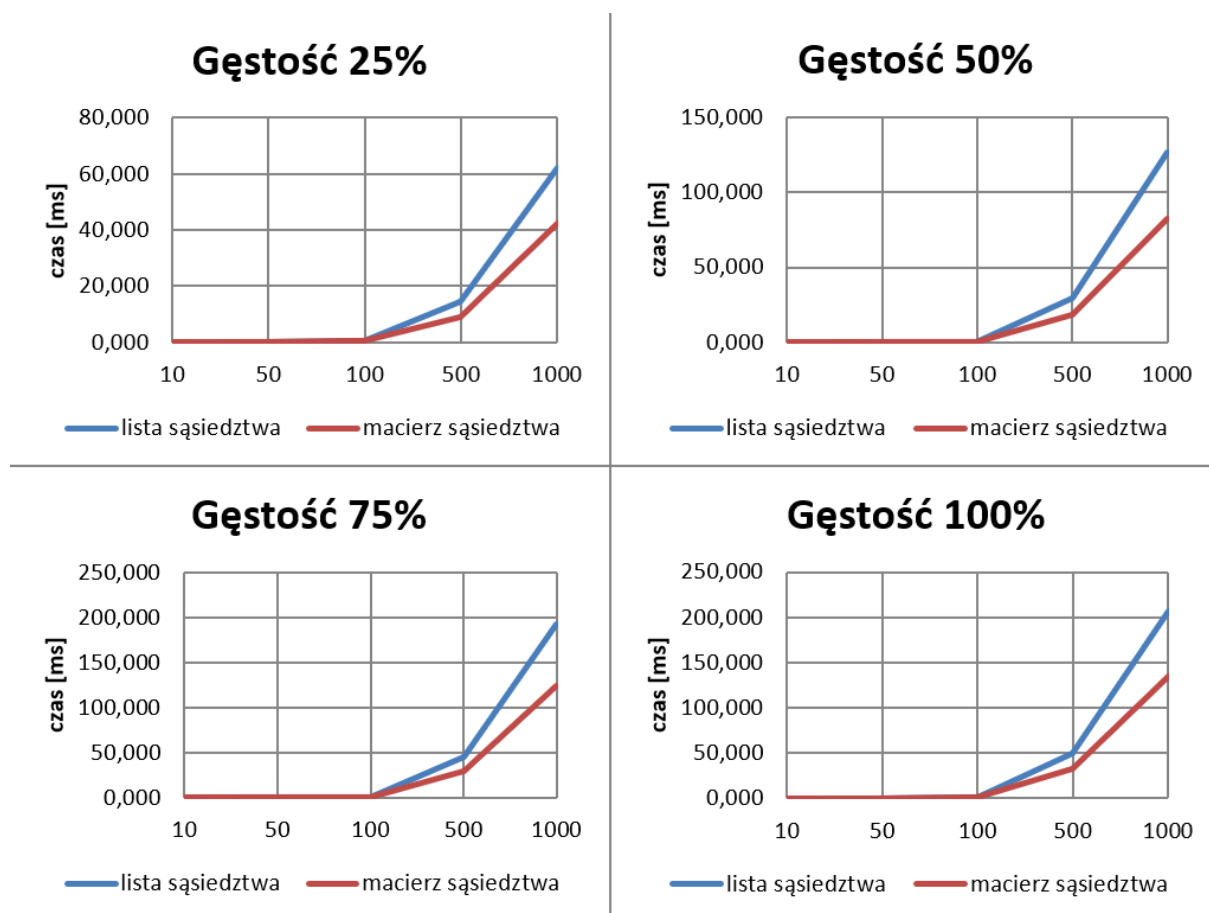 Gęstość 25%
80,000
60,000
40,000
20,000
0,000
czas [ms]
10 50 100 500 1000
lista sąsiedztwa macierz sąsiedztwa
Gęstość 50%
150,000
100,000
50,000
0,000
czas [ms]
10 50 100 500 1000
lista sąsiedztwa macierz sąsiedztwa
Gęstość 75%
250,000
200,000
150,000
100,000
50,000
0,000
czas [ms]
10 50 100 500 1000
lista sąsiedztwa macierz sąsiedztwa
Gęstość 100%
250,000
200,000
150,000
100,000
50,000
0,000
czas [ms]
10 50 100 500 1000
lista sąsiedztwa macierz sąsiedztwa